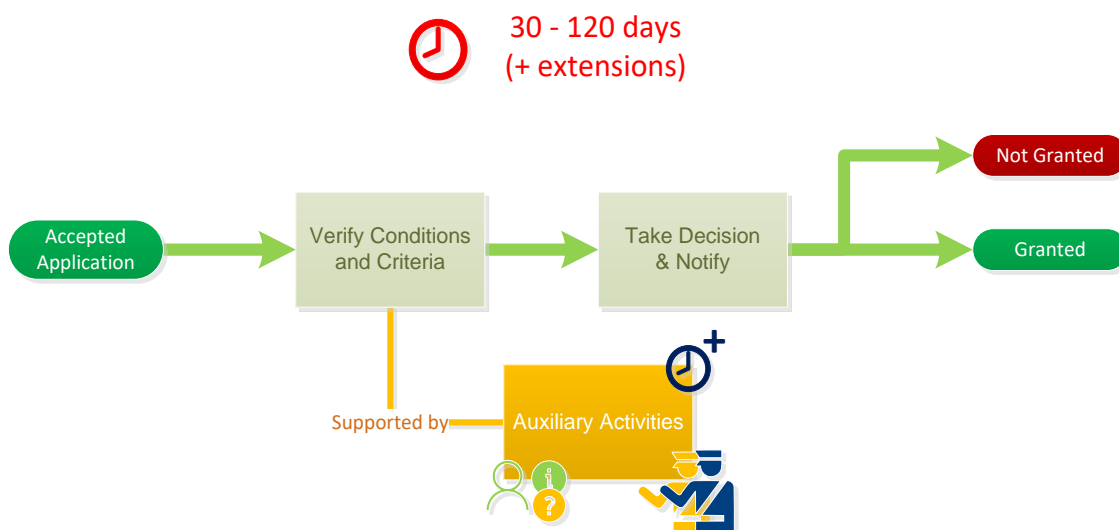 30 - 120 days
(+ extensions)
Not Granted
Accepted
Application
Verify Conditions
and Criteria
Take Decision
& Notify
Granted
Supported by
Auxiliary Activities
i
?